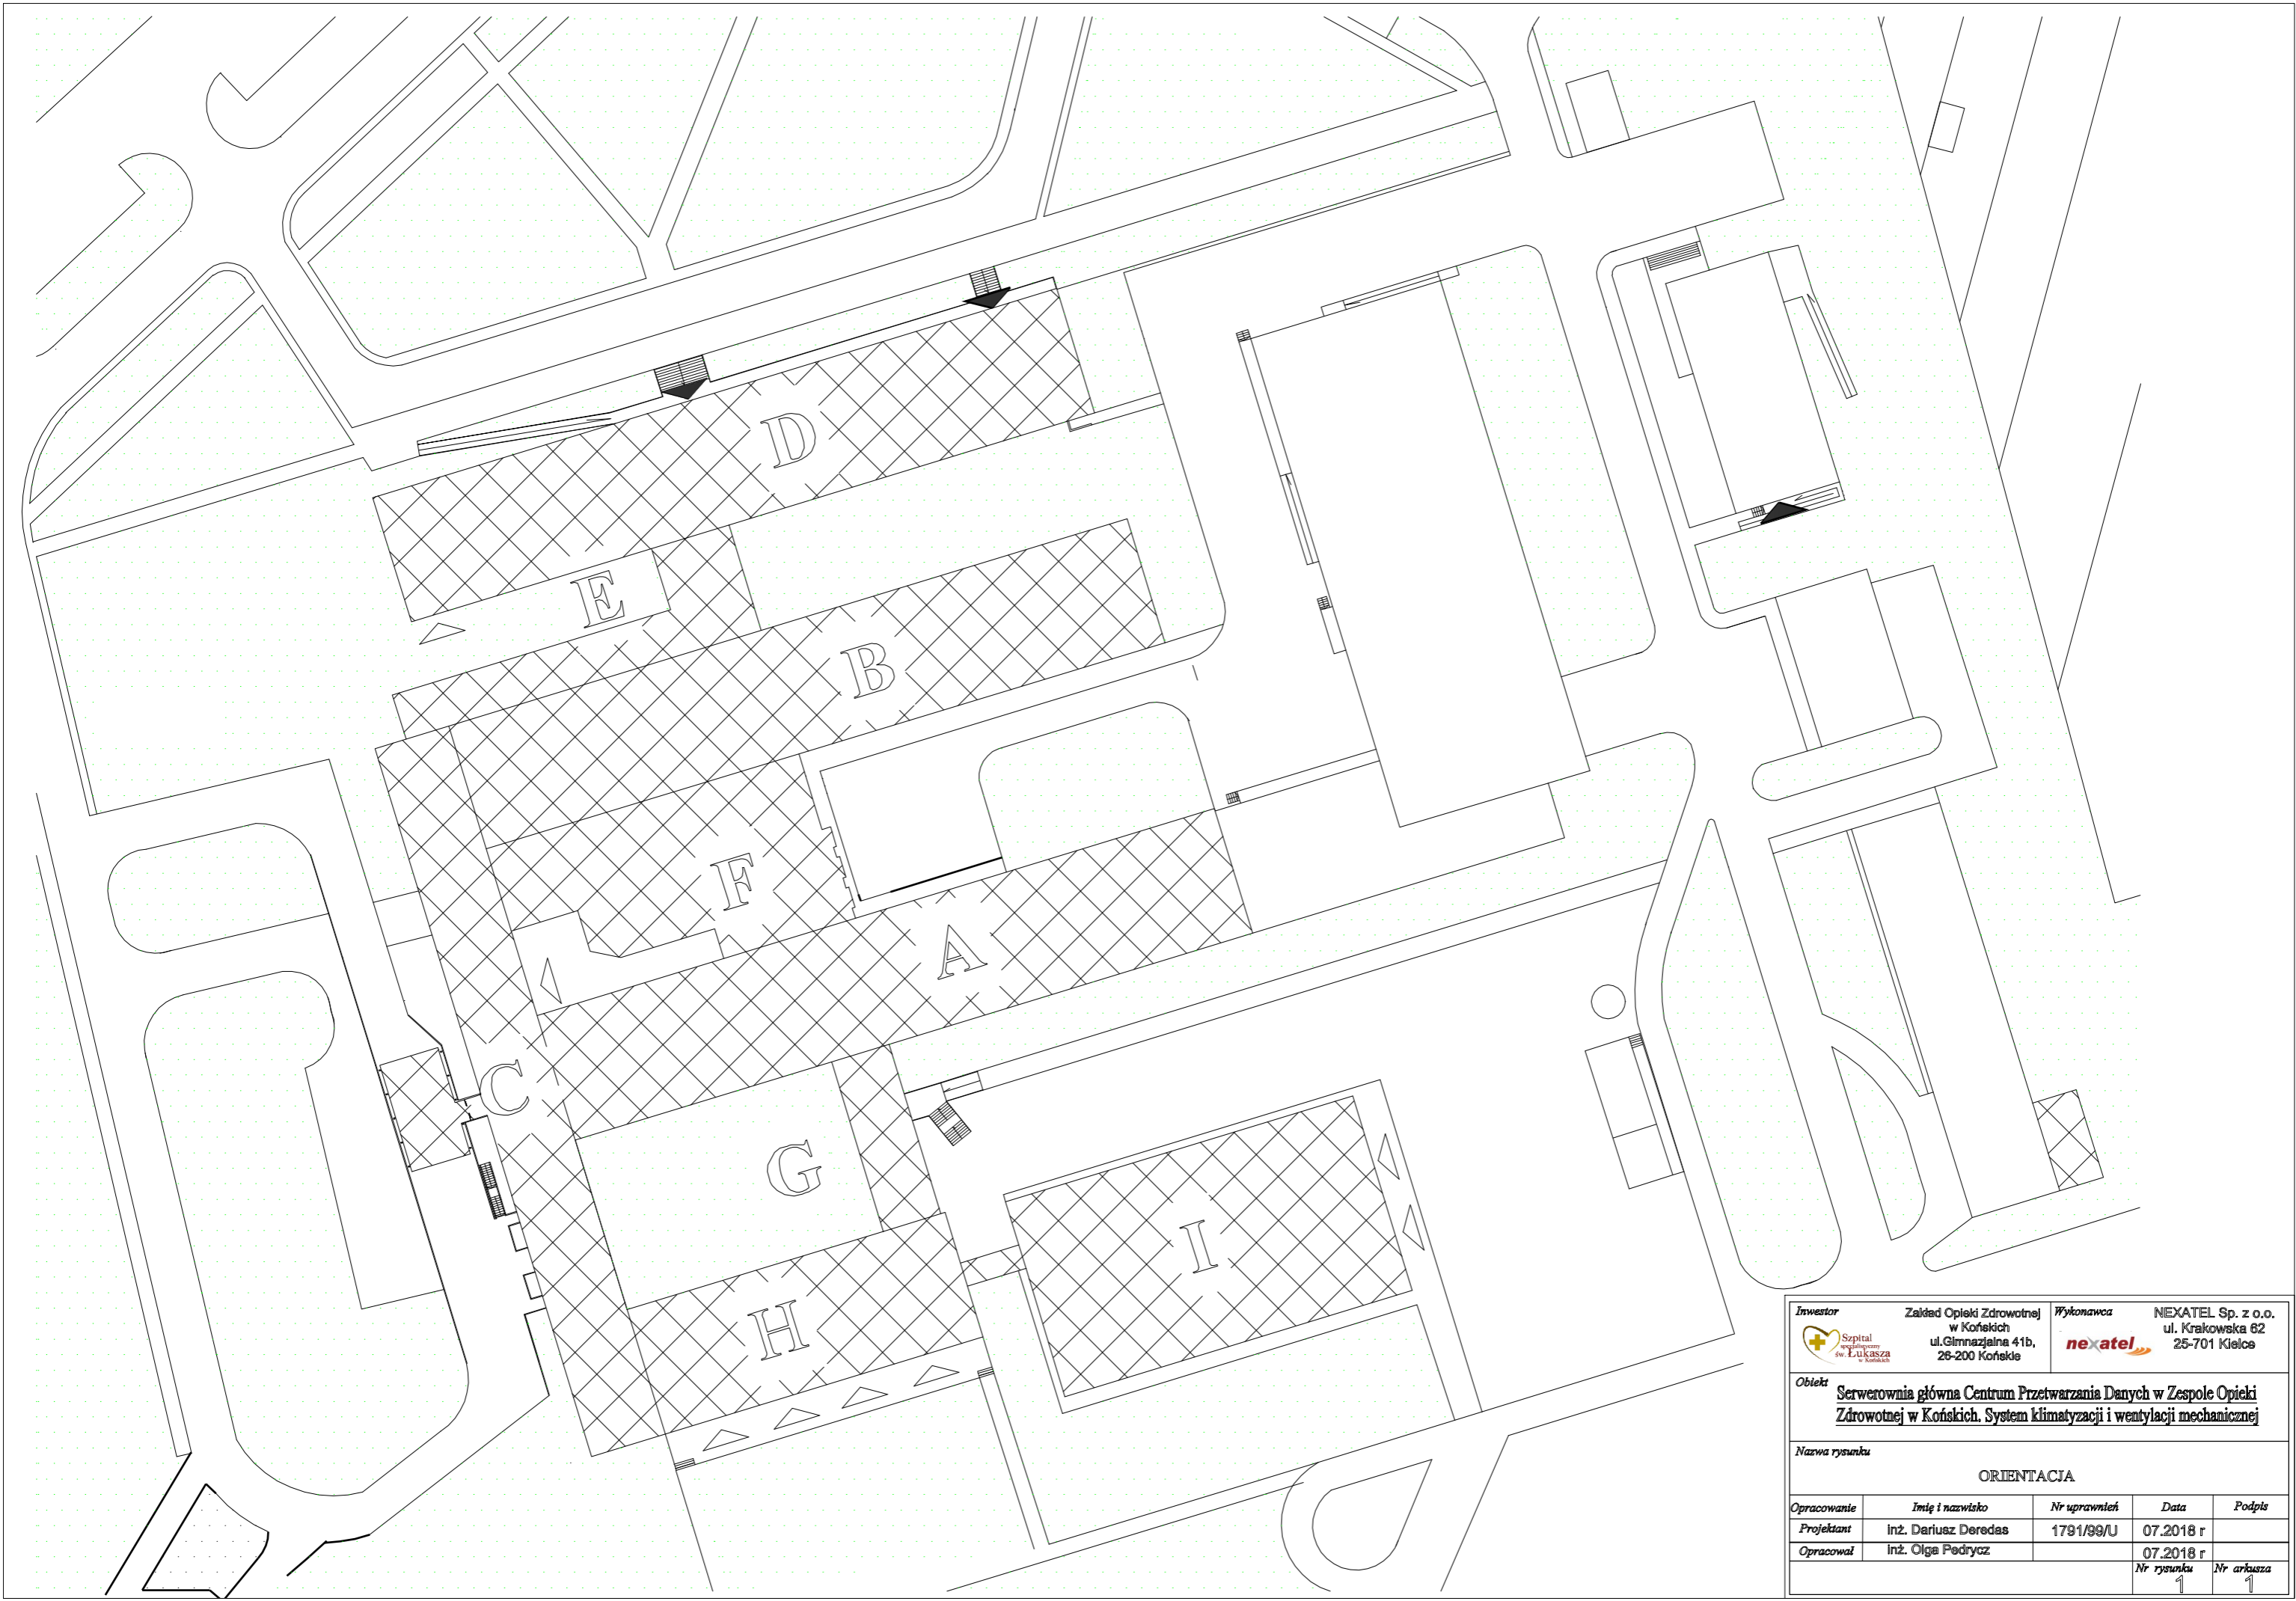 D
E
B
F
A
C
G
I
H
Inwestor
Szpital
specjalistyczny
św. Łukasza
w Końskich
Zakład Opieki Zdrowotnej
w Końskich
ul.Gimnazjalna 41b,
26-200 Końskie
Wykonawca
nexatel
NEXATEL Sp. z o.o.
ul. Krakowska 62
25-701 Kielce
Obiekt
Serwerownia główna Centrum Przetwarzania Danych w Zespole Opieki
Zdrowotnej w Końskich. System klimatyzacji i wentylacji mechanicznej
Nazwa rysunku
ORIENTACJA
Opracowanie Imię i nazwisko Nr uprawnień Data Podpis
Projektant inż. Dariusz Deredas 1791/99/U 07.2018 r
Opracował inż. Olga Pedrycz 07.2018 r
Nr rysunku Nr arkusza
1 1